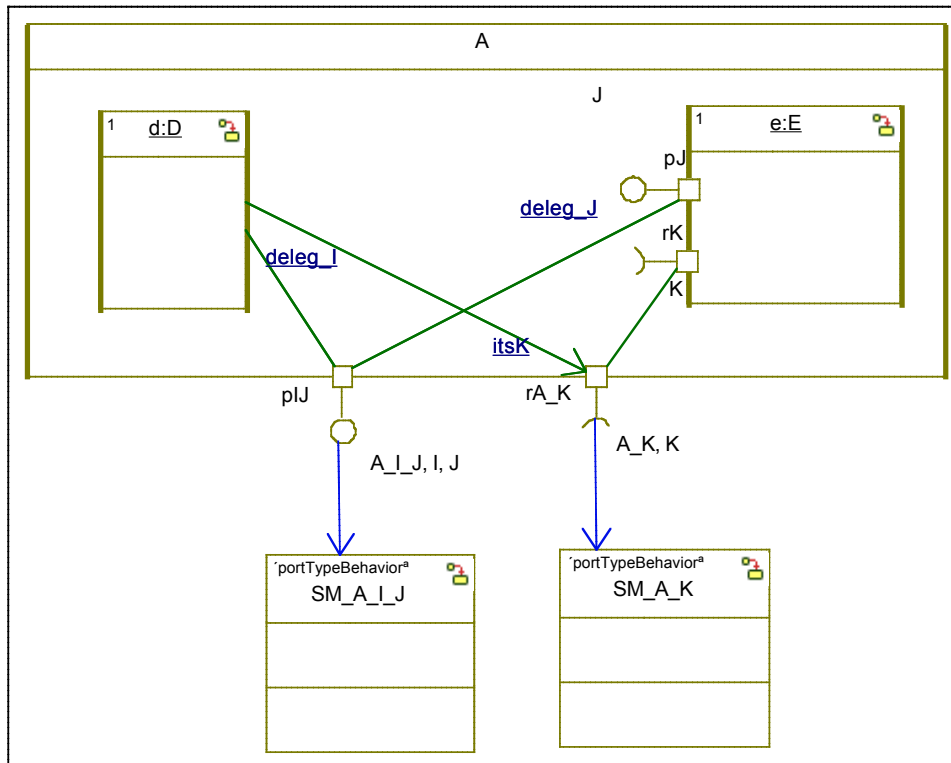 A
J
1
d:D
1
e:E
pJ
deleg_J
rK
deleg_I
K
itsK
pIJ
rA_K
A_I_J, I, J
A_K, K
´portTypeBehaviorª
SM_A_I_J
´portTypeBehaviorª
SM_A_K